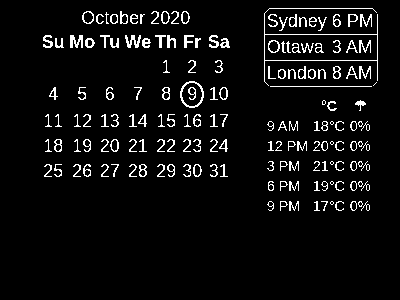 October 2020
Su Mo Tu We Th Fr Sa
1 2 3
4 5 6 7 8 9 10
11 12 13 14 15 16 17
18 19 20 21 22 23 24
25 26 27 28 29 30 31
Sydney 6 PM
Ottawa 3 AM
London 8 AM
°C ☂
9 AM 18°C 0%
12 PM 20°C 0%
3 PM 21°C 0%
6 PM 19°C 0%
9 PM 17°C 0%